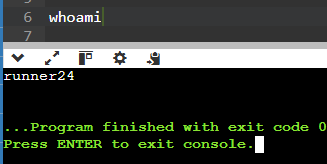 6 whoami
7
runner24
...Program finished with exit code 0
Press ENTER to exit console.